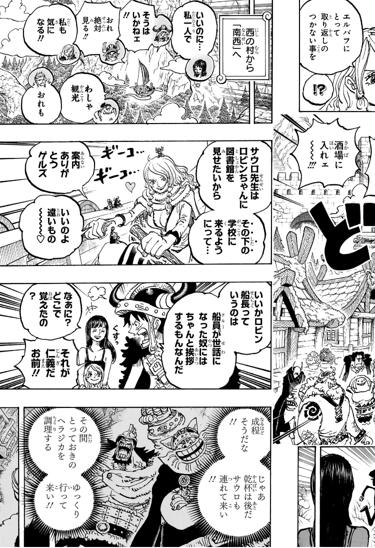 エルバフに
とって
取り返しの
つかない事を
!?
酒場に
入れェ
ど
西の村から
「南西」へ
いいのに…
私一人で
そうは
いかねェ
おれ
絶対
見る
私も
気に
なる!!
わしゃ
観光
おれも
ギーコ…
ギーコ…
サウロ先生は
ロビンちゃんに
図書館を
見せたいから
その下の
学校に
来るよう
にって…
案内
ありが
とう
ゲルズ
いいのよ
遠いもの
〜〜〜♡
いいかロビン
船長って
いうのは
船員が世話に
なった奴には
ちゃんと挨拶
するもんなんだ
なあに?
どこで
覚えたの
?
それが
仁義だ
お前!!
成程
そうだな
じゃあ
乾杯は後だ
サウロも
連れて来い
その間
とっておきの
ヘラジカを
調理する
ゆっくり
行って
来い!!